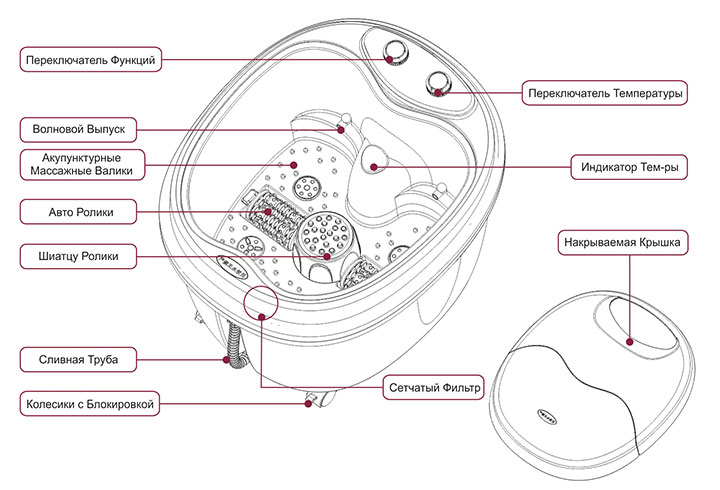 Переключатель Функций
Переключатель Температуры
Волновой Выпуск
Акупунктурные
Массажные Валики
Индикатор Тем-ры
Авто Ролики
Накрываемая Крышка
Шиатцу Ролики
Сливная Труба
Сетчатый Фильтр
Колесики с Блокировкой